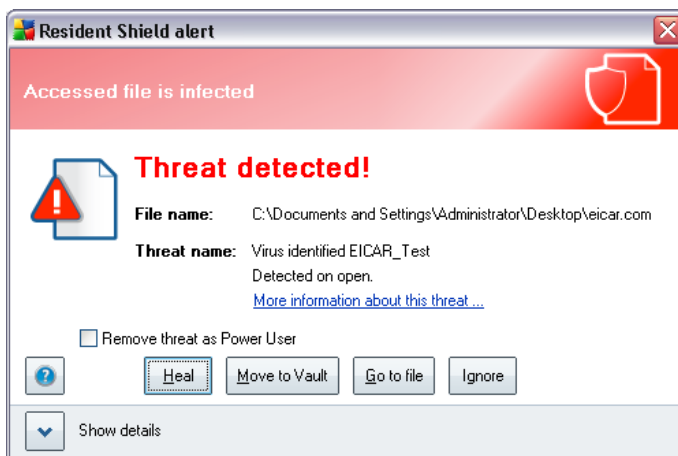 Resident Shield alert
Accessed file is infected
Threat detected!
File name: C:\Documents and Settings\Administrator\Desktop\eicar.com
Threat name: Virus identified EICAR_Test
Detected on open.
More information about this threat ...
Remove threat as Power User
Heal Move to Vault Go to file Ignore
Show details